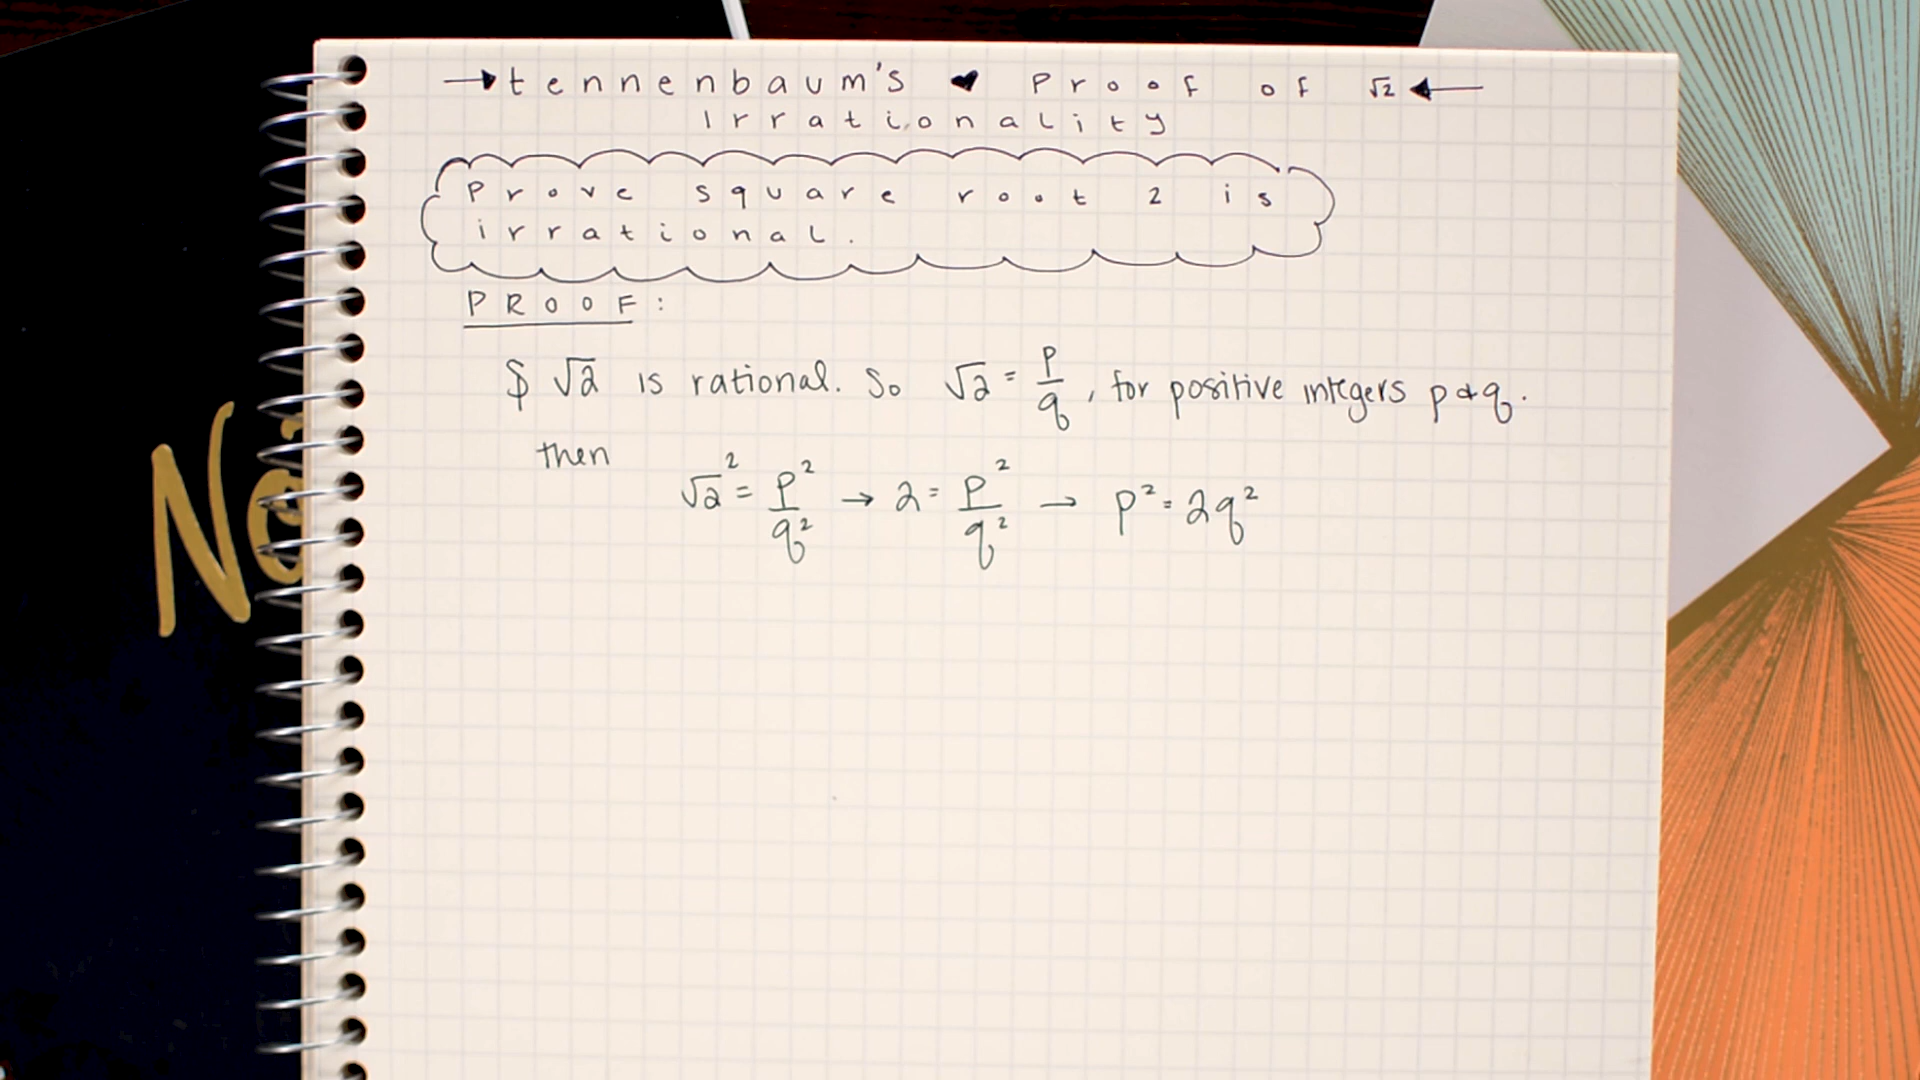 →tennenbaum's ♥ Proof of √2←
Irrationality
Prove square root 2 is
irrational.
PROOF:
$ √2 is rational. So √2 = p/q, for positive integers p & q.
then
√2² = p²/q² → 2 = p²/q² → p² = 2q²